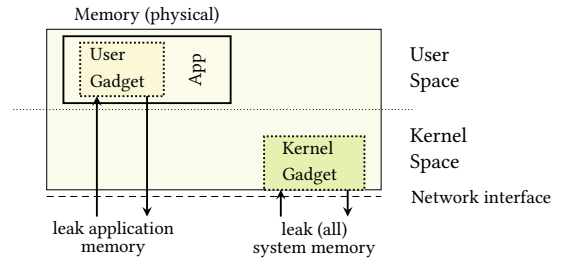 Memory (physical)
User
Gadget
App
User
Space
Kernel
Gadget
Kernel
Space
Network interface
leak application
memory
leak (all)
system memory